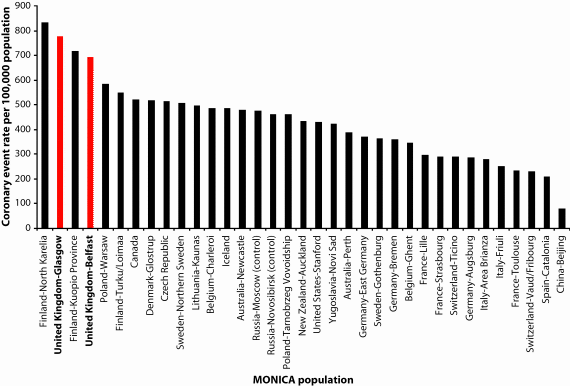 Coronary event rate per 100,000 population
900
800
700
600
500
400
300
200
100
0
Finland-North Karelia
United Kingdom-Glasgow
Finland-Kuopio Province
United Kingdom-Belfast
Poland-Warsaw
Finland-Turku/Loimaa
Canada
Denmark-Glostrup
Czech Republic
Sweden-Northern Sweden
Lithuania-Kaunas
Belgium-Charleroi
Iceland
Australia-Newcastle
Russia-Moscow (control)
Russia-Novosibirsk (control)
Poland-Tarnobrzeg Vovoidship
New Zealand-Auckland
United States-Stanford
Yugoslavia-Novi Sad
Australia-Perth
Germany-East Germany
Sweden-Gothenburg
Germany-Bremen
Belgium-Ghent
France-Lille
France-Strasbourg
Switzerland-Ticino
Germany-Augsburg
Italy-Area Brianza
Italy-Friuli
France-Toulouse
Switzerland-Vaud/Fribourg
Spain-Catalonia
China-Beijing
MONICA population